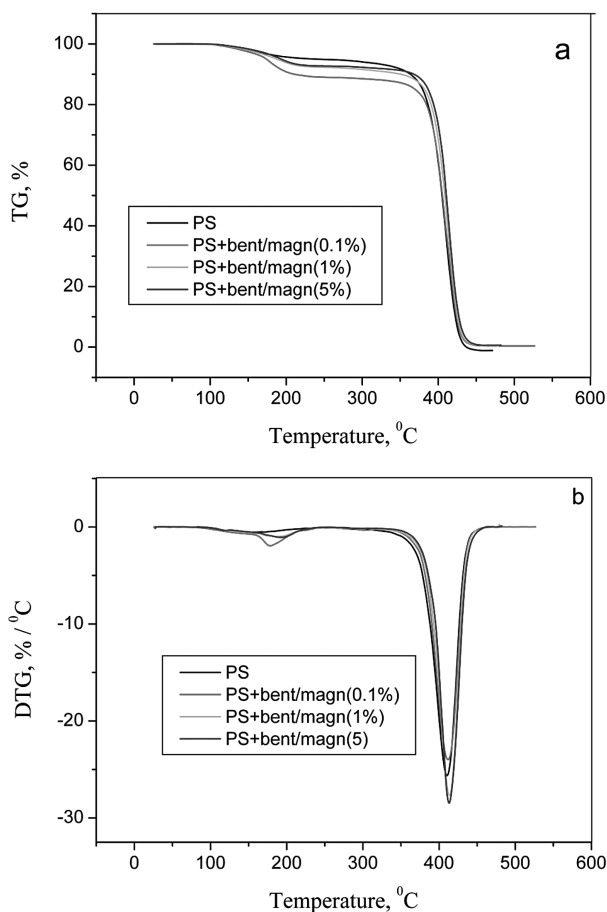 a
100
80
60
40
20
0
TG, %
PS
PS+bent/magn(0.1%)
PS+bent/magn(1%)
PS+bent/magn(5%)
0 100 200 300 400 500 600
Temperature, ⁰C
b
0
-10
-20
-30
DTG, % / ⁰C
PS
PS+bent/magn(0.1%)
PS+bent/magn(1%)
PS+bent/magn(5)
0 100 200 300 400 500 600
Temperature, ⁰C